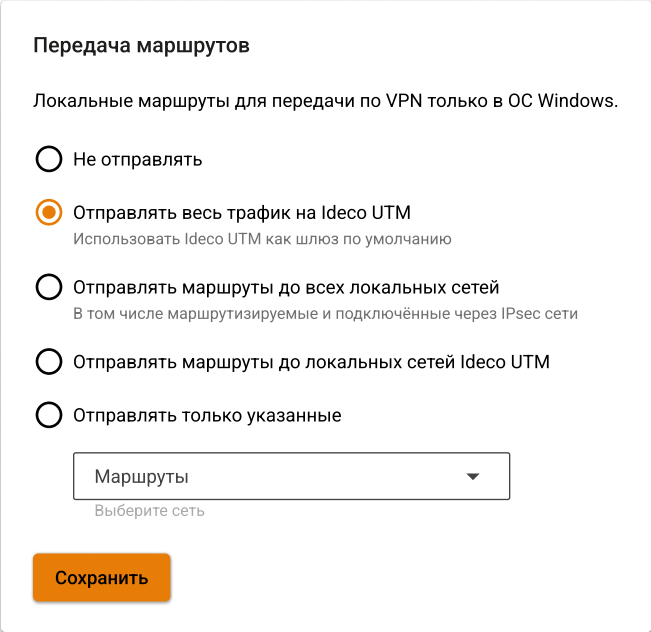 Передача маршрутов
Локальные маршруты для передачи по VPN только в ОС Windows.
Не отправлять
Отправлять весь трафик на Ideco UTM
Использовать Ideco UTM как шлюз по умолчанию
Отправлять маршруты до всех локальных сетей
В том числе маршрутизируемые и подключённые через IPsec сети
Отправлять маршруты до локальных сетей Ideco UTM
Отправлять только указанные
Маршруты
Выберите сеть
Сохранить